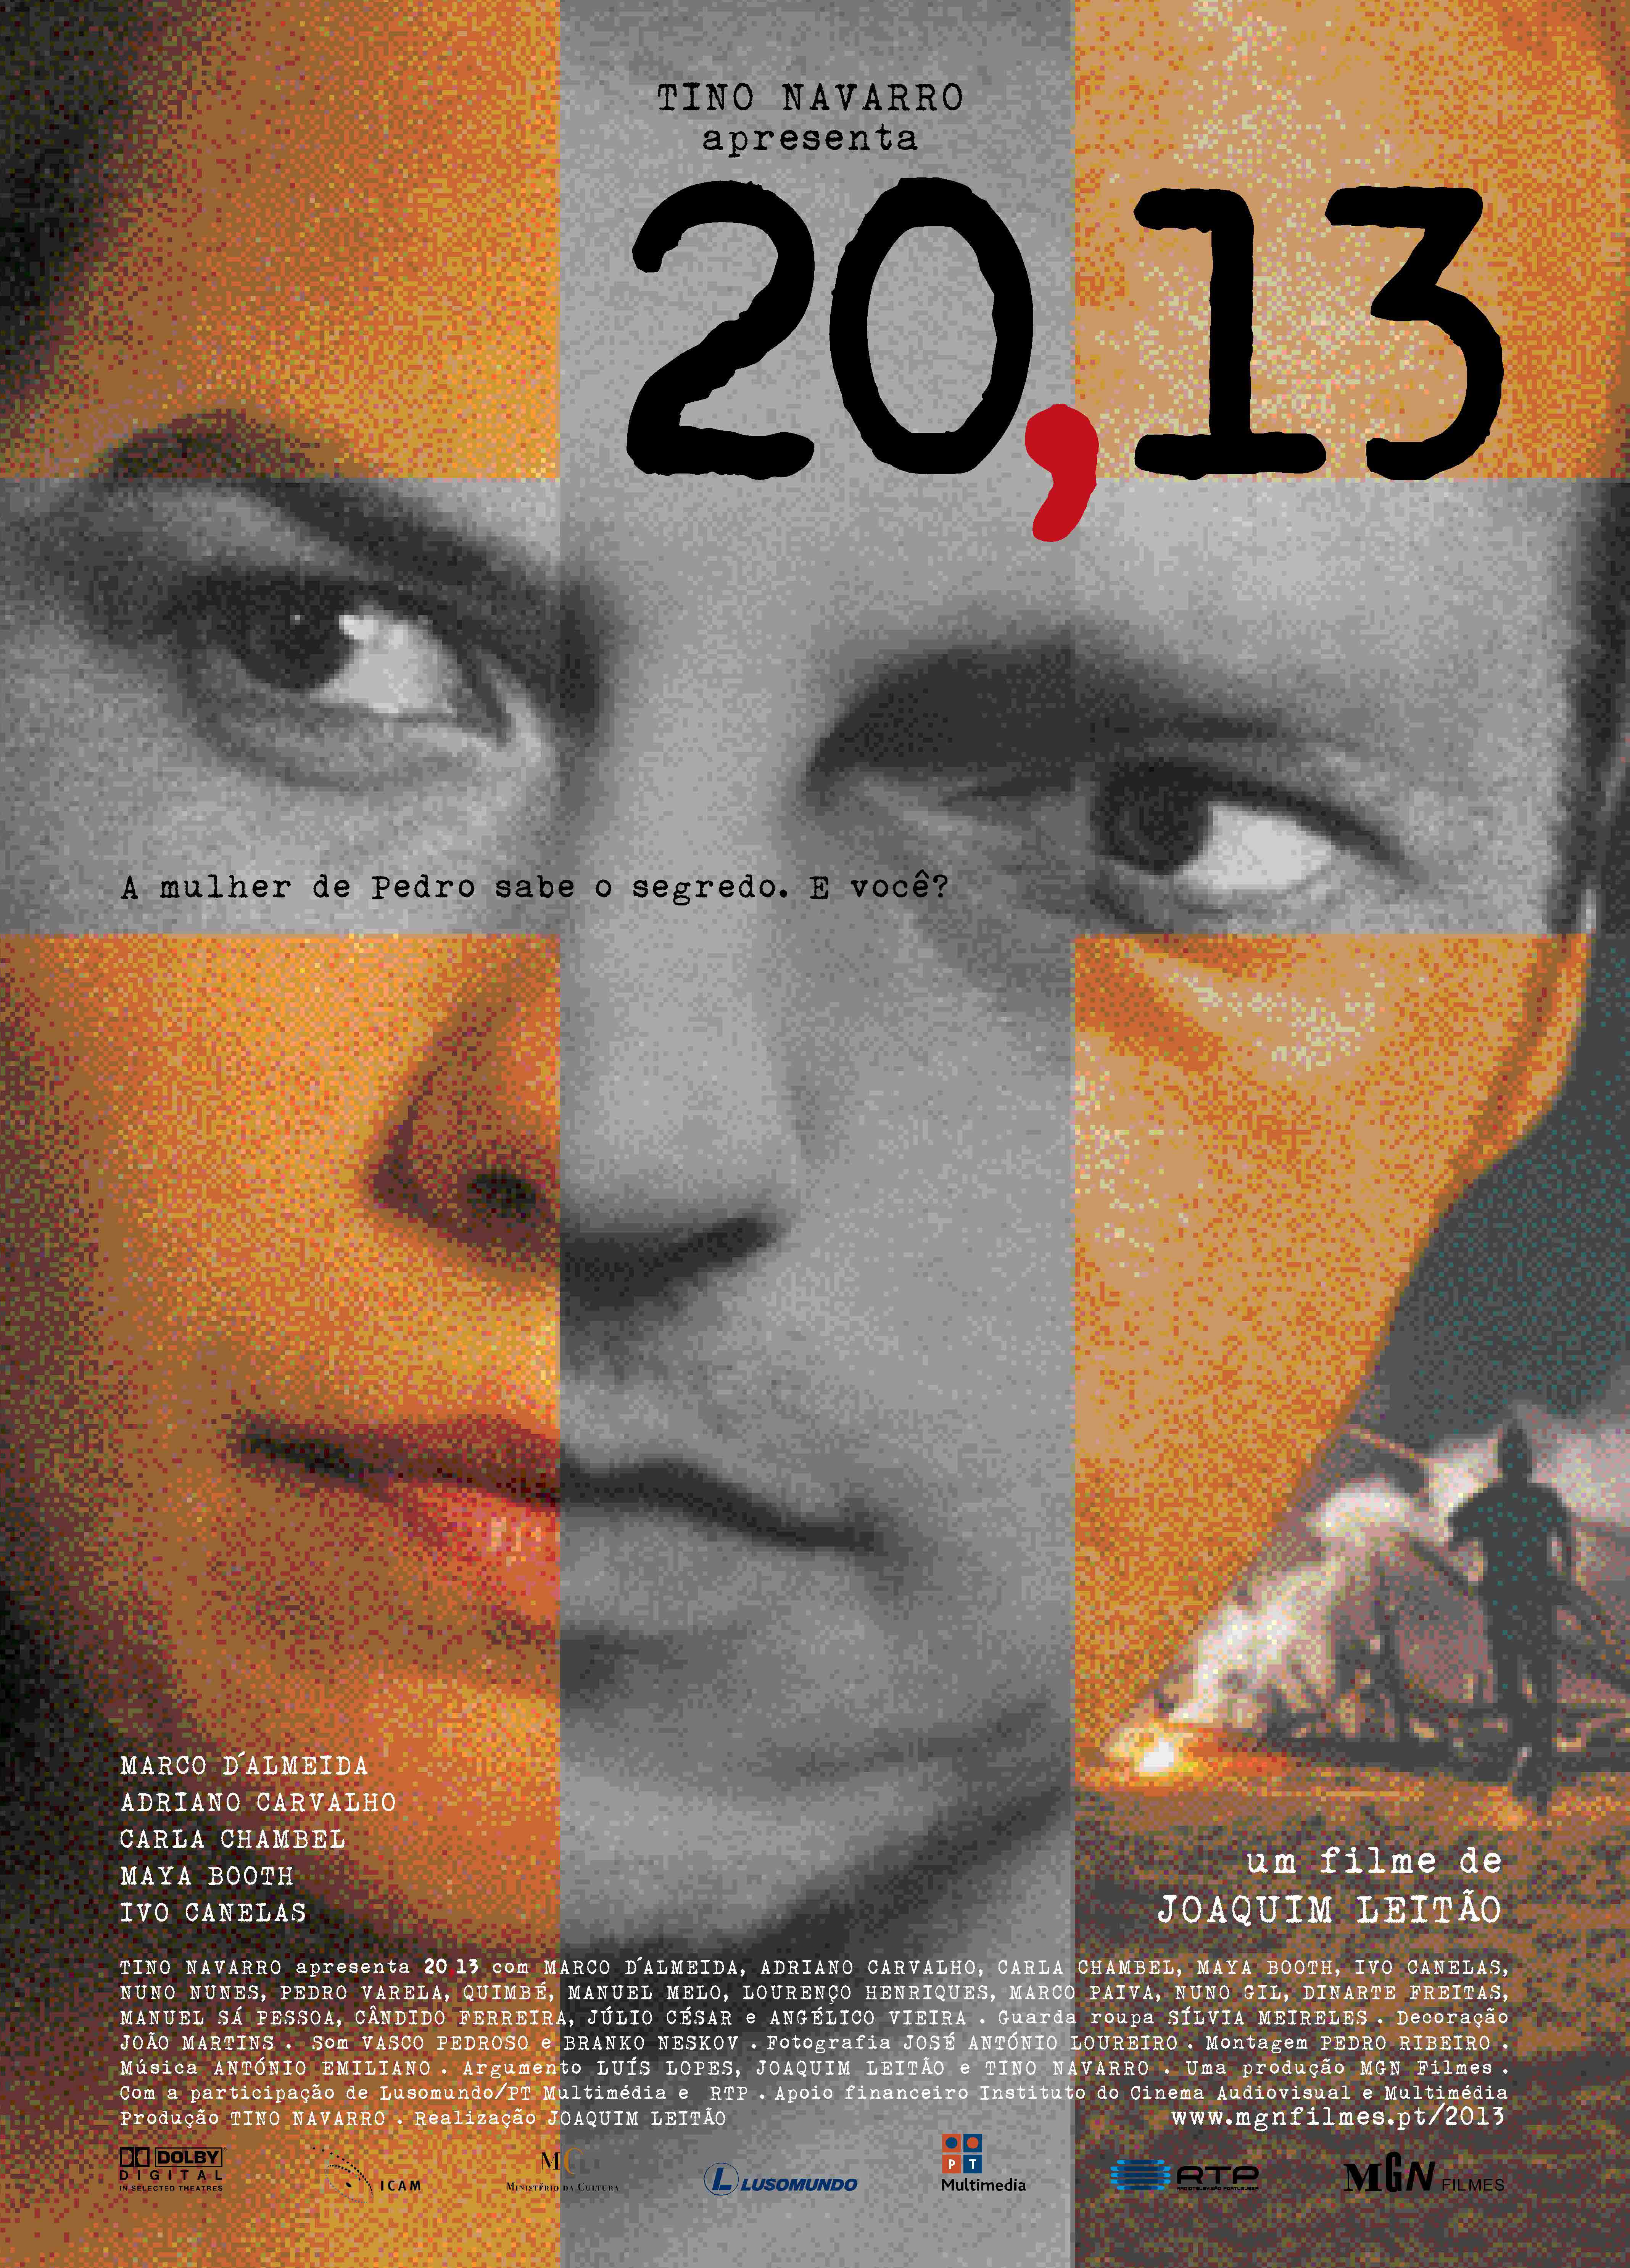 TINO NAVARRO
apresenta
20,13
A mulher de Pedro sabe o segredo. E você?
MARCO D´ALMEIDA
ADRIANO CARVALHO
CARLA CHAMBEL
MAYA BOOTH
IVO CANELAS
um filme de
JOAQUIM LEITÃO
TINO NAVARRO apresenta 20,13 com MARCO D´ALMEIDA, ADRIANO CARVALHO, CARLA CHAMBEL, MAYA BOOTH, IVO CANELAS,
NUNO NUNES, PEDRO VARELA, QUIMBÉ, MANUEL MELO, LOURENÇO HENRIQUES, MARCO PAIVA, NUNO GIL, DINARTE FREITAS,
MANUEL SÁ PESSOA, CÂNDIDO FERREIRA, JÚLIO CÉSAR e ANGÉLICO VIEIRA . Guarda roupa SÍLVIA MEIRELES . Decoração
JOÃO MARTINS . Som VASCO PEDROSO e BRANKO NESKOV . Fotografia JOSÉ ANTÓNIO LOUREIRO . Montagem PEDRO RIBEIRO .
Música ANTÓNIO EMILIANO . Argumento LUÍS LOPES, JOAQUIM LEITÃO e TINO NAVARRO . Uma produção MGN Filmes .
Com a participação de Lusomundo/PT Multimédia e RTP . Apoio financeiro Instituto do Cinema Audiovisual e Multimédia
Produção TINO NAVARRO . Realização JOAQUIM LEITÃO
www.mgnfilmes.pt/2013
DOLBY
DIGITAL
IN SELECTED THEATRES
ICAM
MC
MINISTÉRIO DA CULTURA
L LUSOMUNDO
PT
Multimedia
RTP
RADIOTELEVISÃO PORTUGUESA
MGN FILMES